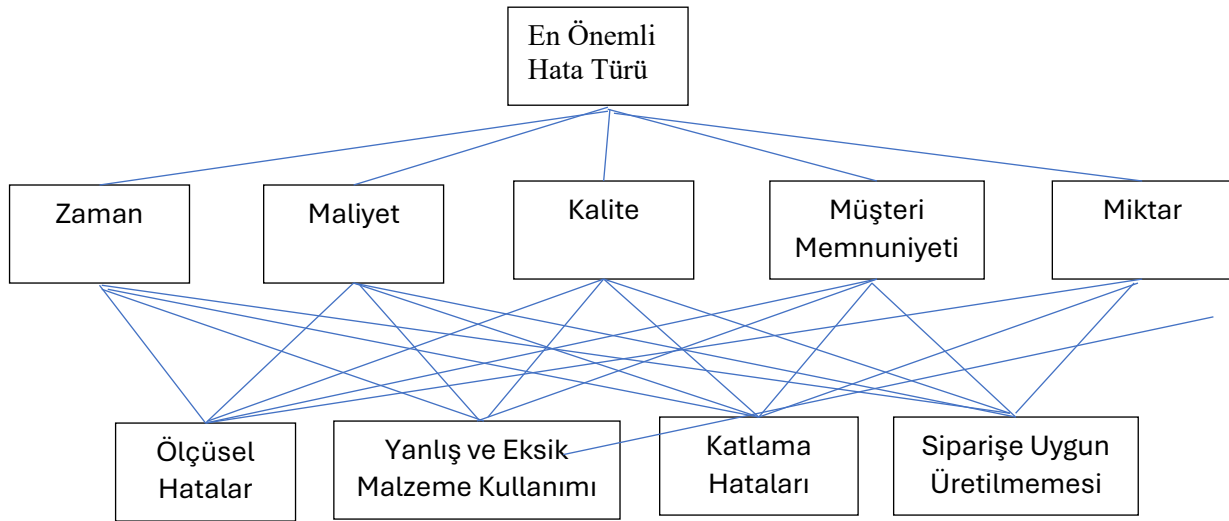 En Önemli
Hata Türü
Zaman
Maliyet
Kalite
Müşteri
Memnuniyeti
Miktar
Ölçüsel
Hatalar
Yanlış ve Eksik
Malzeme Kullanımı
Katlama
Hataları
Siparişe Uygun
Üretilmemesi